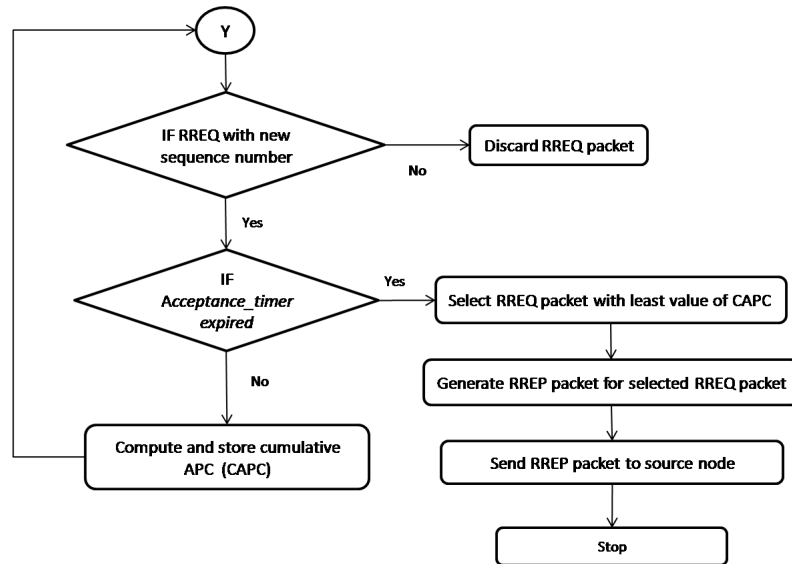 Y
IF RREQ with new
sequence number
No
Discard RREQ packet
Yes
IF
Acceptance_timer
expired
Yes
Select RREQ packet with least value of CAPC
No
Generate RREP packet for selected RREQ packet
Compute and store cumulative
APC (CAPC)
Send RREP packet to source node
Stop